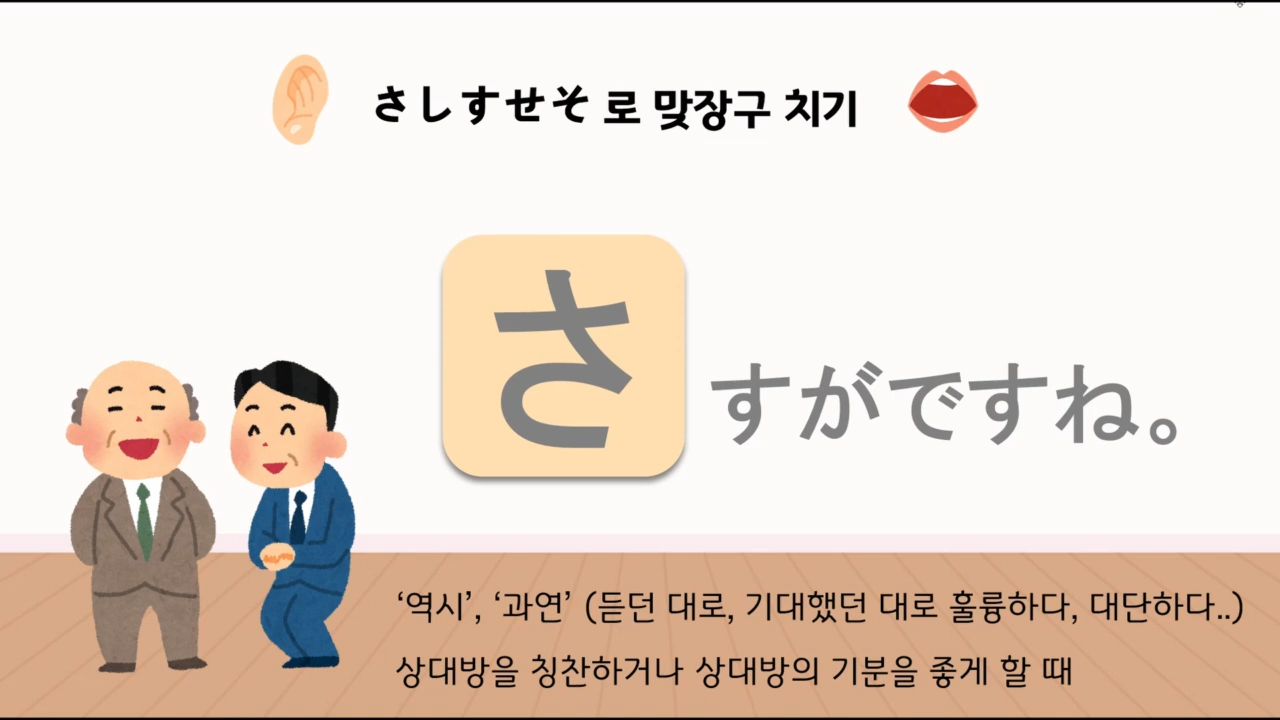 さしすせそ 로 맞장구 치기
さすがですね。
‘역시’, ‘과연’ (듣던 대로, 기대했던 대로 훌륭하다, 대단하다..)
상대방을 칭찬하거나 상대방의 기분을 좋게 할 때